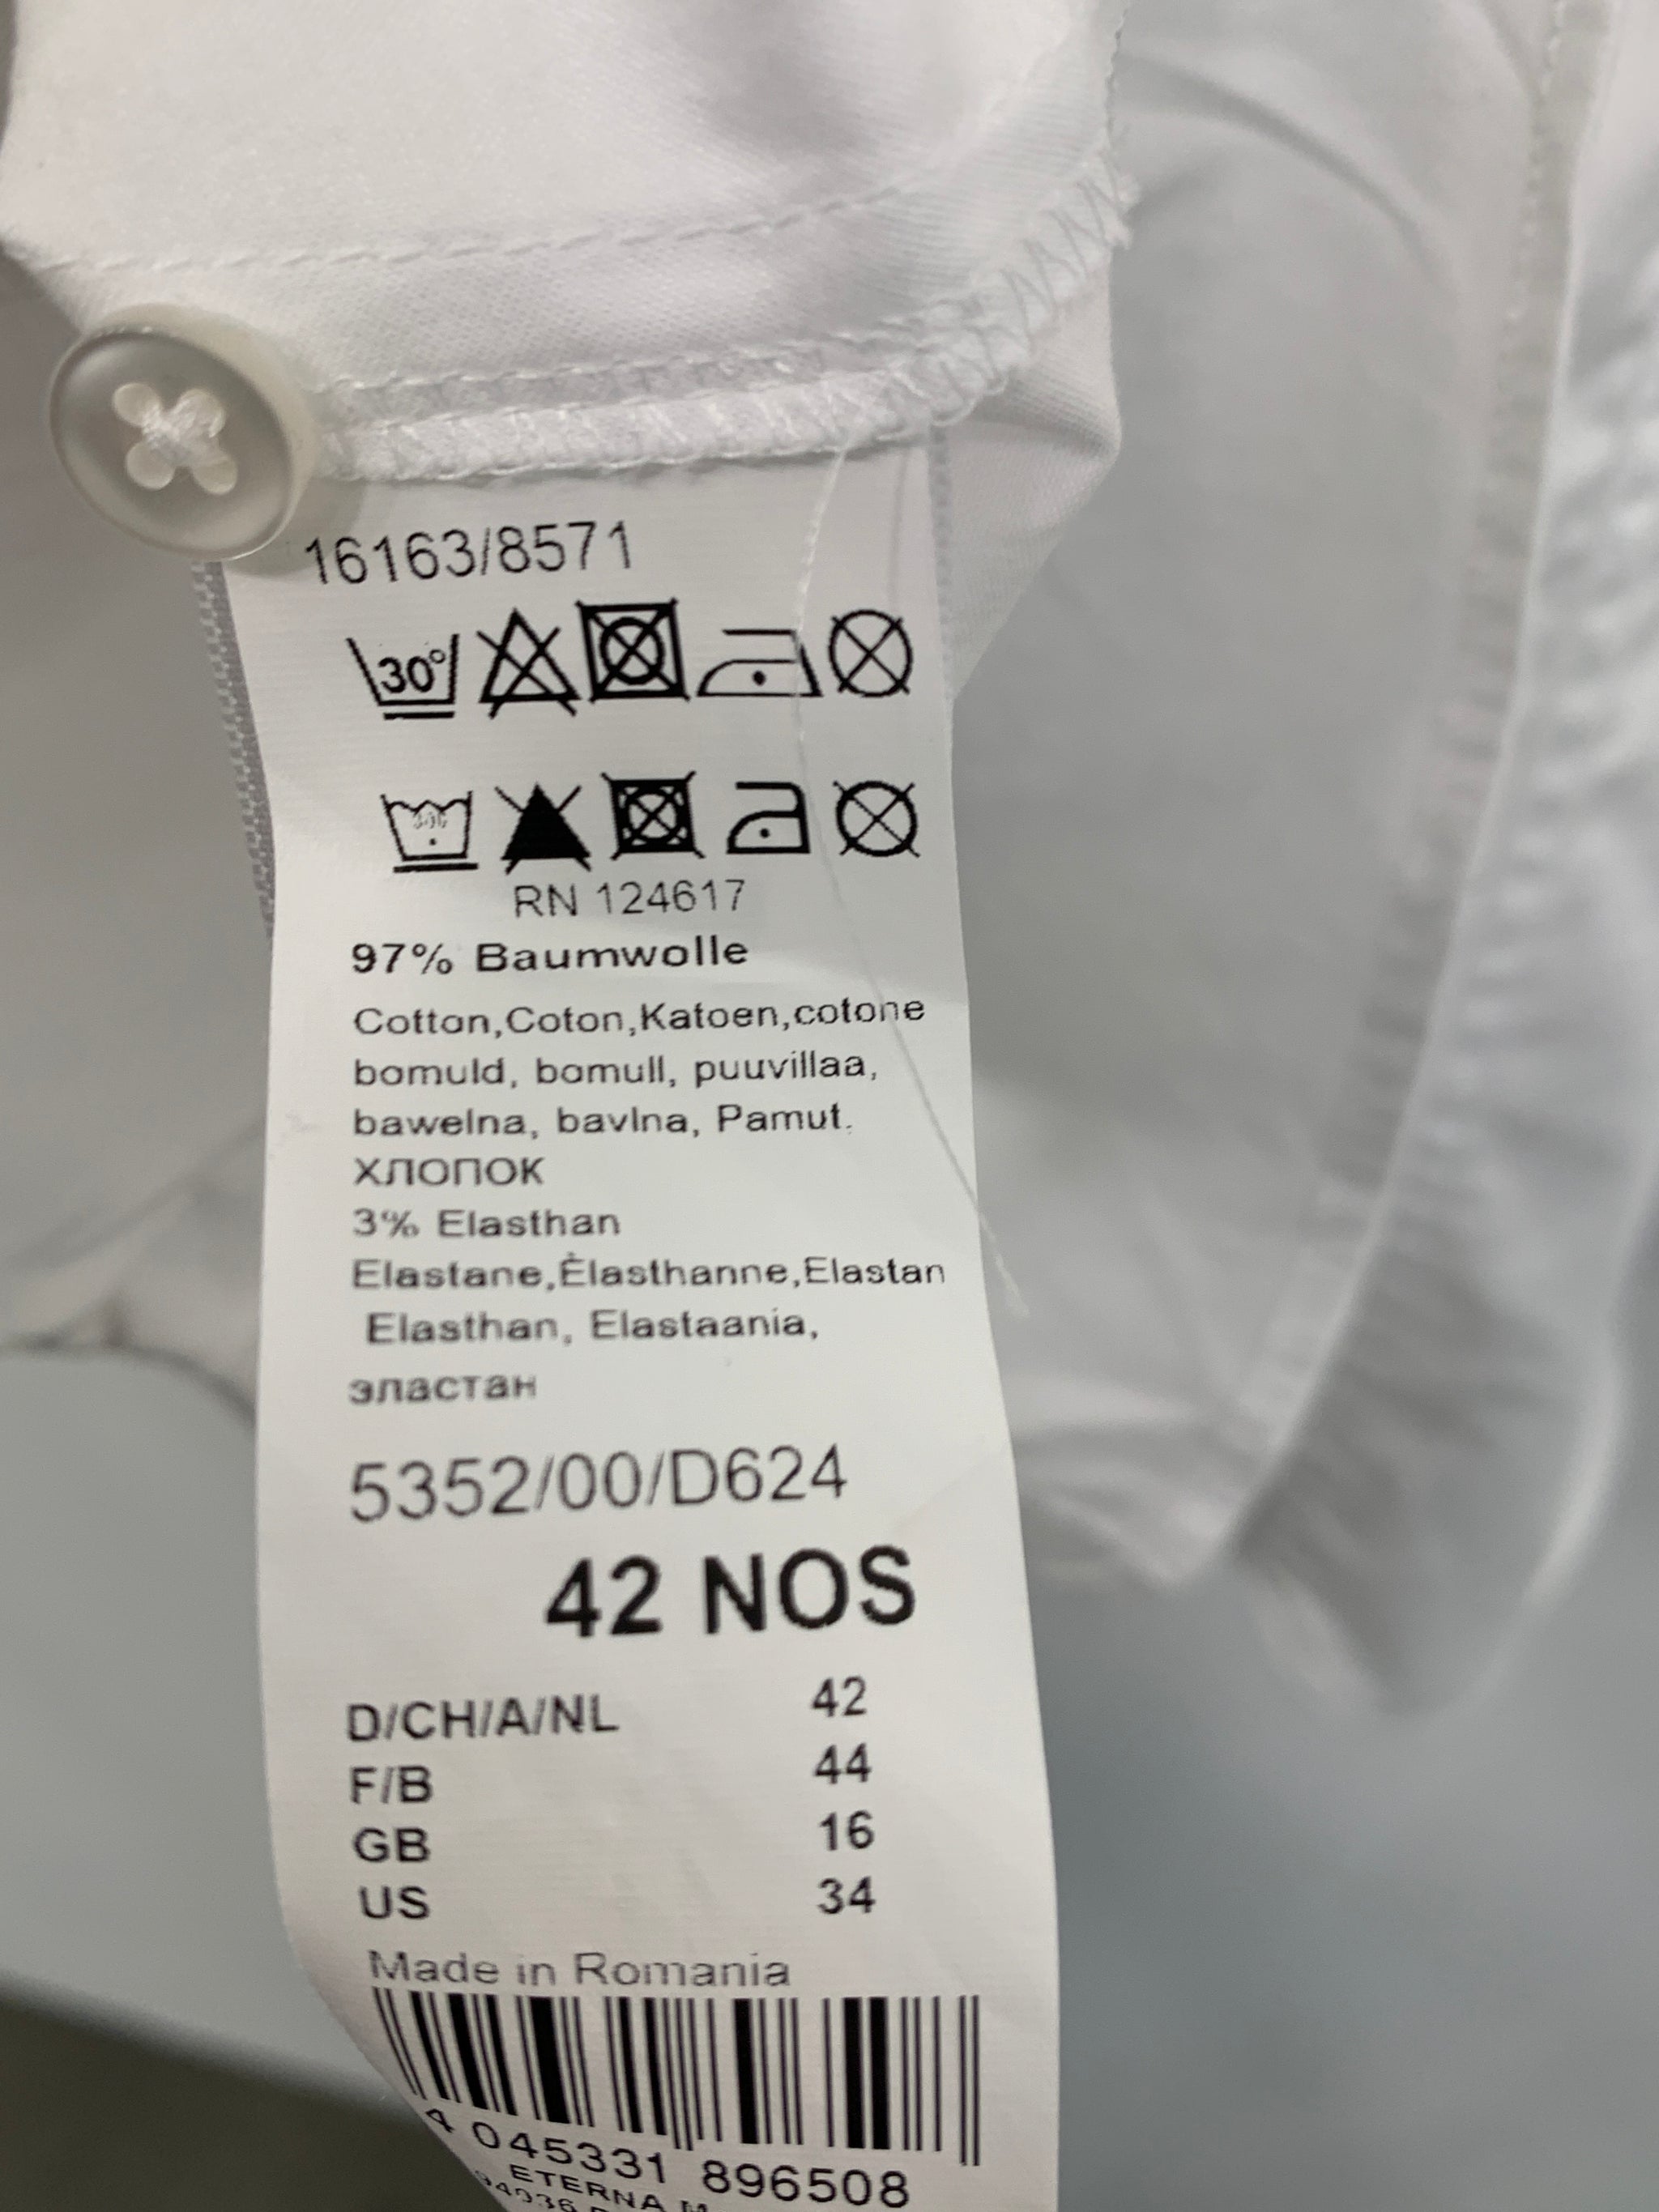 16163/8571
30°
RN 124617
97% Baumwolle
Cotton,Coton,Katoen,cotone
bomuld, bomull, puuvillaa,
bawelna, bavlna, Pamut.
ХЛОПОК
3% Elasthan
Elastane,Èlasthanne,Elastan
Elasthan, Elastaania,
эластан
5352/00/D624
42 NOS
D/CH/A/NL 42
F/B 44
GB 16
US 34
Made in Romania
4 045331 896508
ETERNA